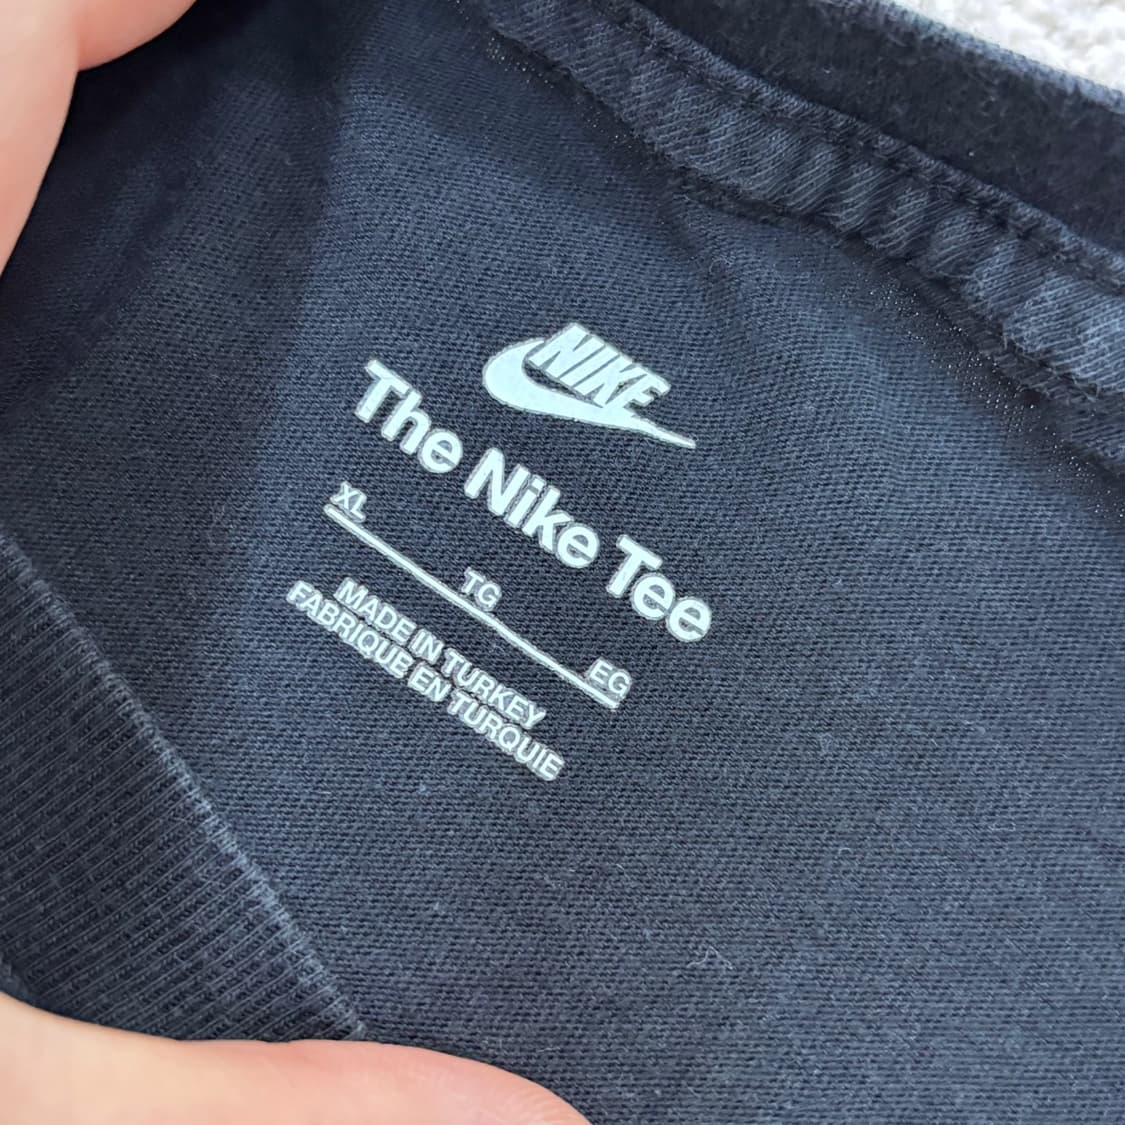 NIKE
The Nike Tee
XL TG EG
MADE IN TURKEY
FABRIQUE EN TURQUIE